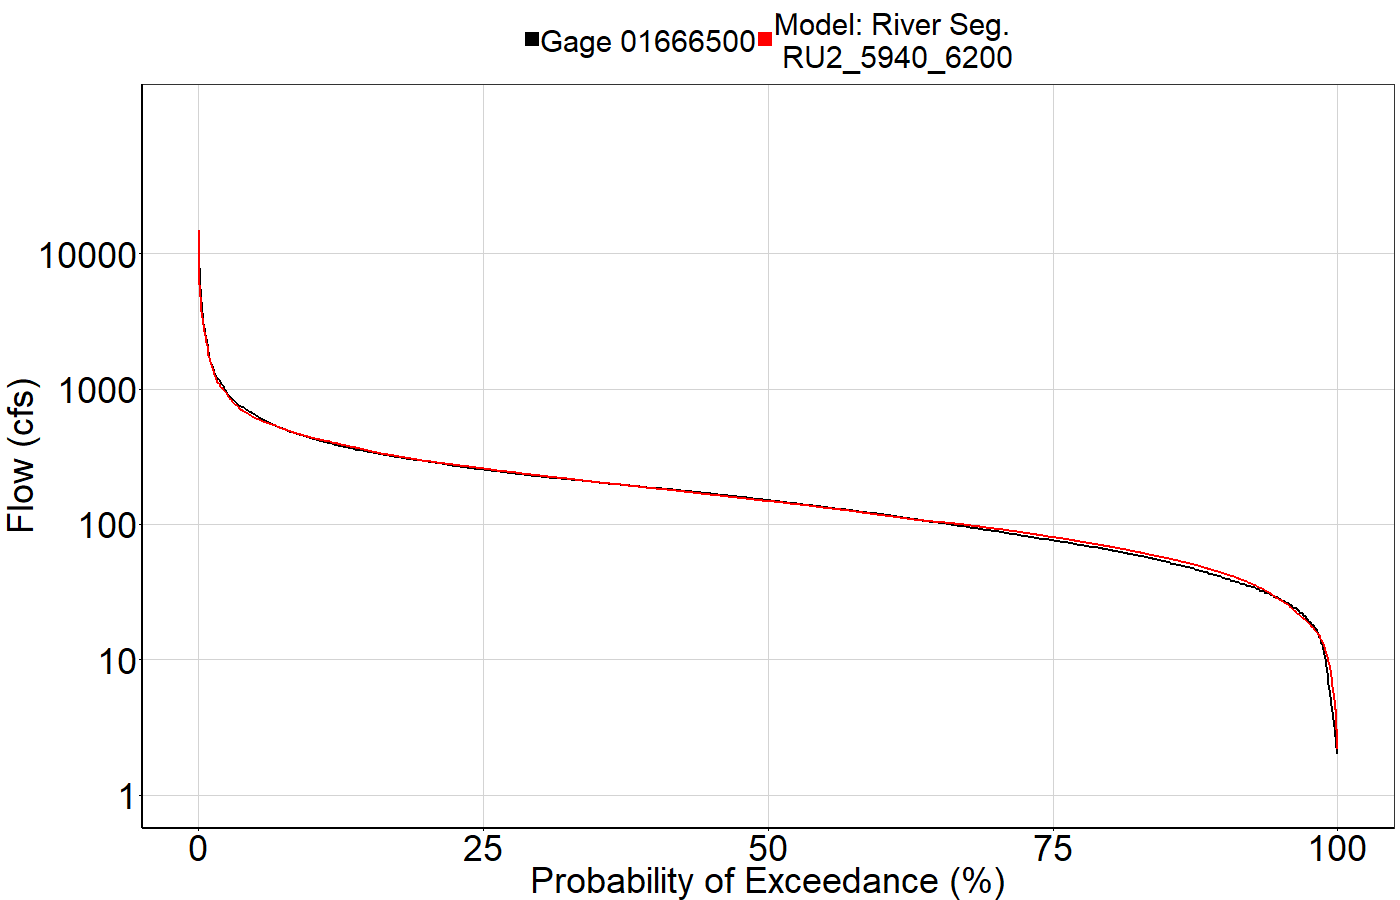 Gage 01666500
Model: River Seg.
RU2_5940_6200
Flow (cfs)
10000
1000
100
10
1
0 25 50 75 100
Probability of Exceedance (%)